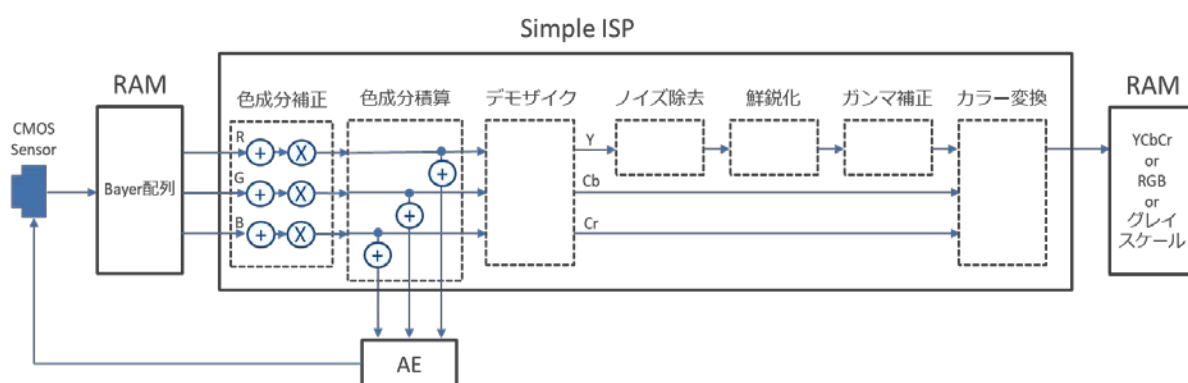 Simple ISP
RAM
CMOS
Sensor
Bayer配列
色成分補正
色成分積算
デモザイク
ノイズ除去
鮮鋭化
ガンマ補正
カラー変換
R
G
B
+
X
+
X
+
X
+
+
+
Y
Cb
Cr
AE
RAM
YCbCr
or
RGB
or
グレイ
スケール